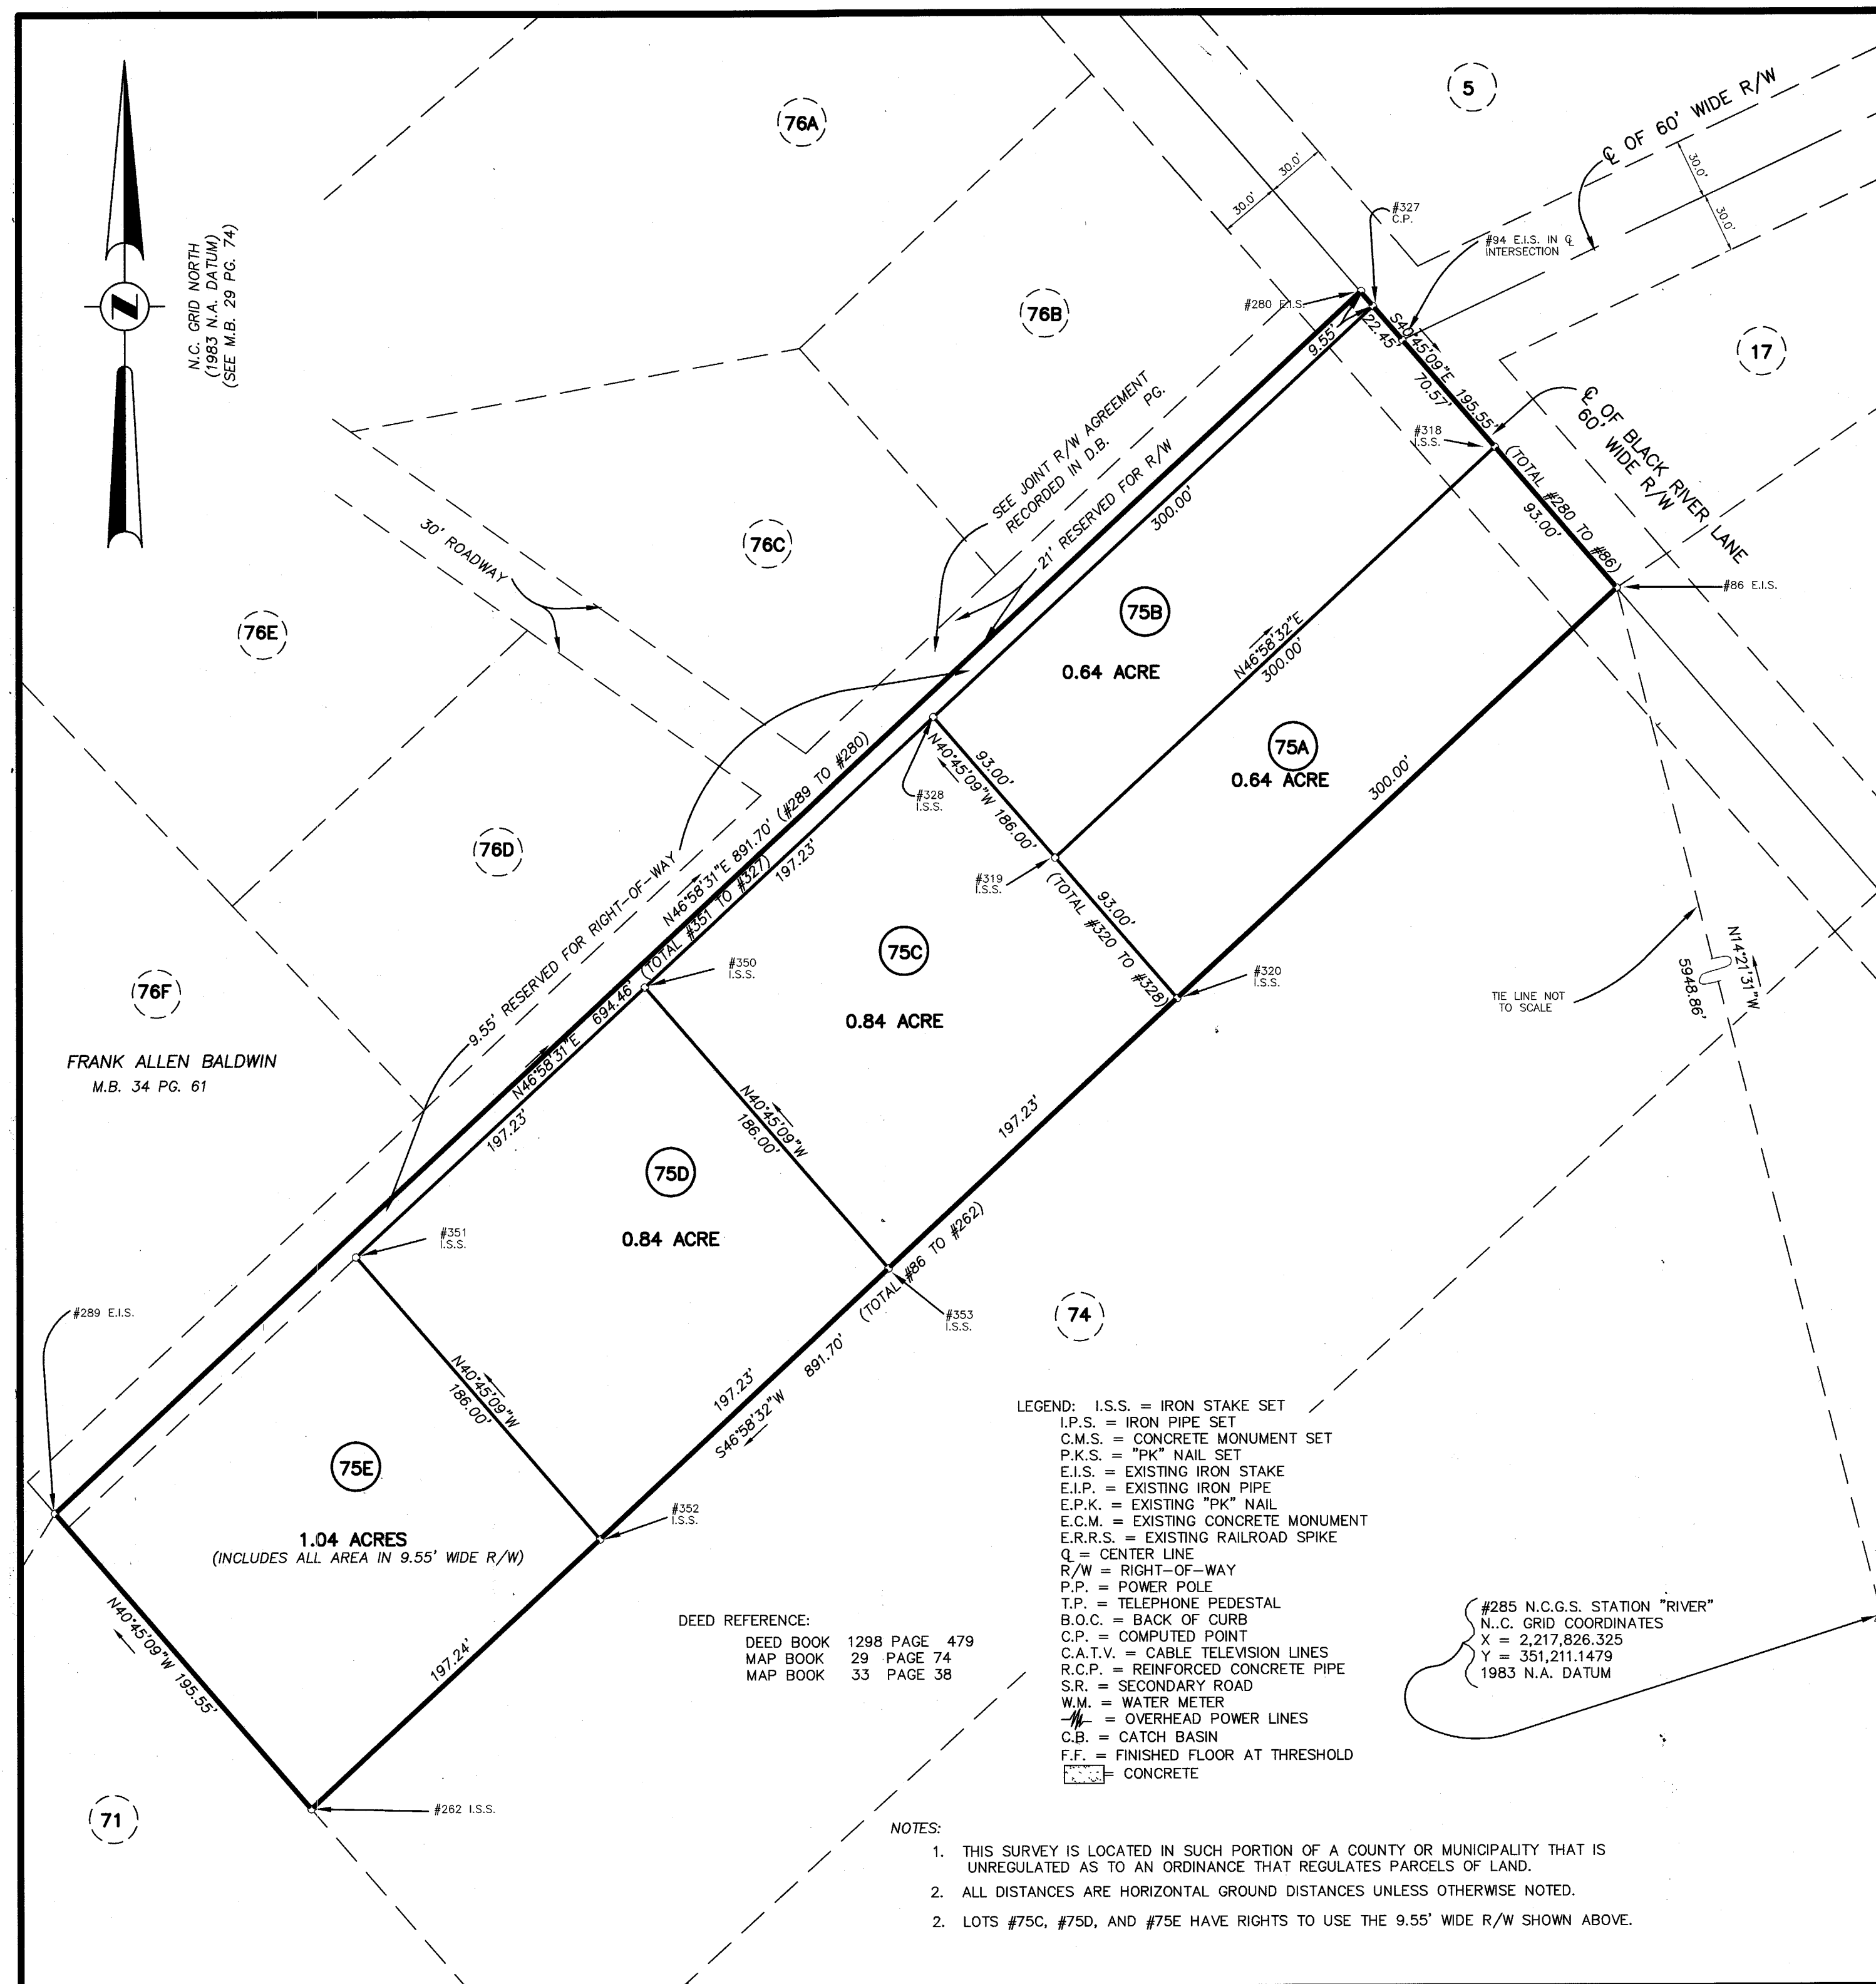 5
76A
℄ OF 60' WIDE R/W
30.0'
30.0'
30.0'
30.0'
#327
C.P.
#94 E.I.S. IN ℄
INTERSECTION
N
N.C. GRID NORTH
(1983 N.A. DATUM)
(SEE M.B. 29 PG. 74)
76B
#280 E.I.S.
9.55'
22.45'
S40°45'09"E 195.55'
(TOTAL #280 TO #86)
70.57'
17
℄ OF BLACK RIVER LANE
60' WIDE R/W
#318
I.S.S.
93.00'
SEE JOINT R/W AGREEMENT
RECORDED IN D.B. PG.
21' RESERVED FOR R/W
300.00'
30' ROADWAY
76C
76E
75B
0.64 ACRE
N46°58'32"E
300.00'
#86 E.I.S.
75A
0.64 ACRE
300.00'
#328
I.S.S.
93.00'
N40°45'09"W 186.00'
(TOTAL #320 TO #328)
N46°58'31"E 891.70' (#289 TO #280)
197.23'
76D
#319
I.S.S.
93.00'
9.55' RESERVED FOR RIGHT-OF-WAY
N46°58'31"E 694.46' (TOTAL #351 TO #327)
#350
I.S.S.
75C
0.84 ACRE
#320
I.S.S.
TIE LINE NOT
TO SCALE
N14°21'31"W
5948.86'
76F
FRANK ALLEN BALDWIN
M.B. 34 PG. 61
197.23'
N40°45'09"W
186.00'
197.23'
75D
0.84 ACRE
#351
I.S.S.
#289 E.I.S.
#353
I.S.S.
74
197.23'
S46°58'32"W 891.70' (TOTAL #86 TO #262)
N40°45'09"W
186.00'
75E
1.04 ACRES
(INCLUDES ALL AREA IN 9.55' WIDE R/W)
#352
I.S.S.
N40°45'09"W 195.55'
197.24'
#262 I.S.S.
71
DEED REFERENCE:
DEED BOOK 1298 PAGE 479
MAP BOOK 29 PAGE 74
MAP BOOK 33 PAGE 38
LEGEND: I.S.S. = IRON STAKE SET
I.P.S. = IRON PIPE SET
C.M.S. = CONCRETE MONUMENT SET
P.K.S. = "PK" NAIL SET
E.I.S. = EXISTING IRON STAKE
E.I.P. = EXISTING IRON PIPE
E.P.K. = EXISTING "PK" NAIL
E.C.M. = EXISTING CONCRETE MONUMENT
E.R.R.S. = EXISTING RAILROAD SPIKE
℄ = CENTER LINE
R/W = RIGHT-OF-WAY
P.P. = POWER POLE
T.P. = TELEPHONE PEDESTAL
B.O.C. = BACK OF CURB
C.P. = COMPUTED POINT
C.A.T.V. = CABLE TELEVISION LINES
R.C.P. = REINFORCED CONCRETE PIPE
S.R. = SECONDARY ROAD
W.M. = WATER METER
= OVERHEAD POWER LINES
C.B. = CATCH BASIN
F.F. = FINISHED FLOOR AT THRESHOLD
= CONCRETE
#285 N.C.G.S. STATION "RIVER"
N..C. GRID COORDINATES
X = 2,217,826.325
Y = 351,211.1479
1983 N.A. DATUM
NOTES:
1. THIS SURVEY IS LOCATED IN SUCH PORTION OF A COUNTY OR MUNICIPALITY THAT IS
UNREGULATED AS TO AN ORDINANCE THAT REGULATES PARCELS OF LAND.
2. ALL DISTANCES ARE HORIZONTAL GROUND DISTANCES UNLESS OTHERWISE NOTED.
2. LOTS #75C, #75D, AND #75E HAVE RIGHTS TO USE THE 9.55' WIDE R/W SHOWN ABOVE.